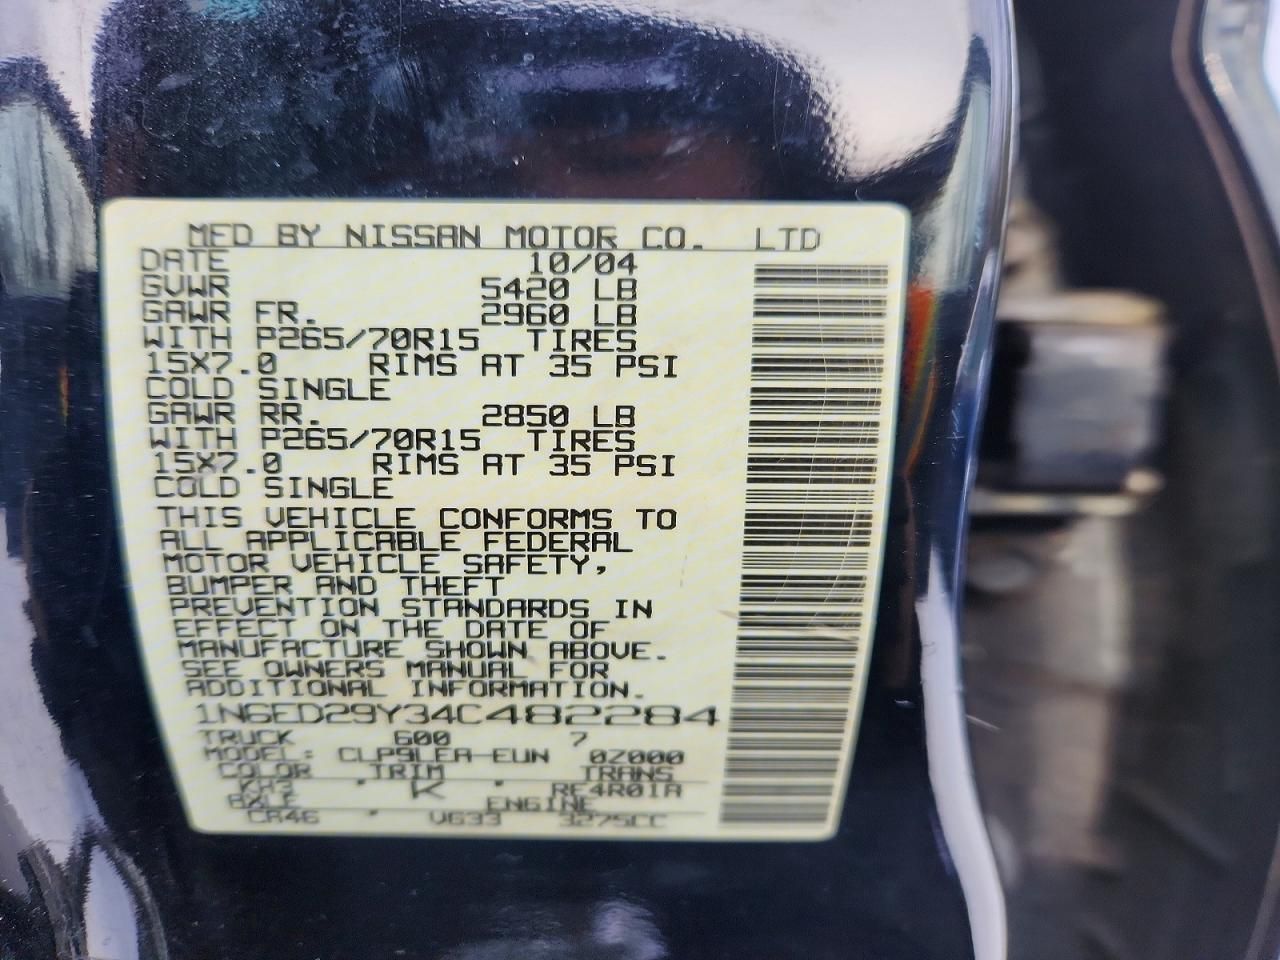 MFD BY NISSAN MOTOR CO. LTD
DATE 10/04
GVWR 5420 LB
GAWR FR. 2960 LB
WITH P265/70R15 TIRES
15X7.0 RIMS AT 35 PSI
COLD SINGLE
GAWR RR. 2850 LB
WITH P265/70R15 TIRES
15X7.0 RIMS AT 35 PSI
COLD SINGLE
THIS VEHICLE CONFORMS TO
ALL APPLICABLE FEDERAL
MOTOR VEHICLE SAFETY,
BUMPER AND THEFT
PREVENTION STANDARDS IN
EFFECT ON THE DATE OF
MANUFACTURE SHOWN ABOVE.
SEE OWNERS MANUAL FOR
ADDITIONAL INFORMATION.
1N6ED29Y34C482284
TRUCK 600 7
MODEL: CLP9LEA-EUN 0Z000
COLOR TRIM TRANS
KH3 K RE4R01A
AXLE ENGINE
CR46 VG33 3275CC